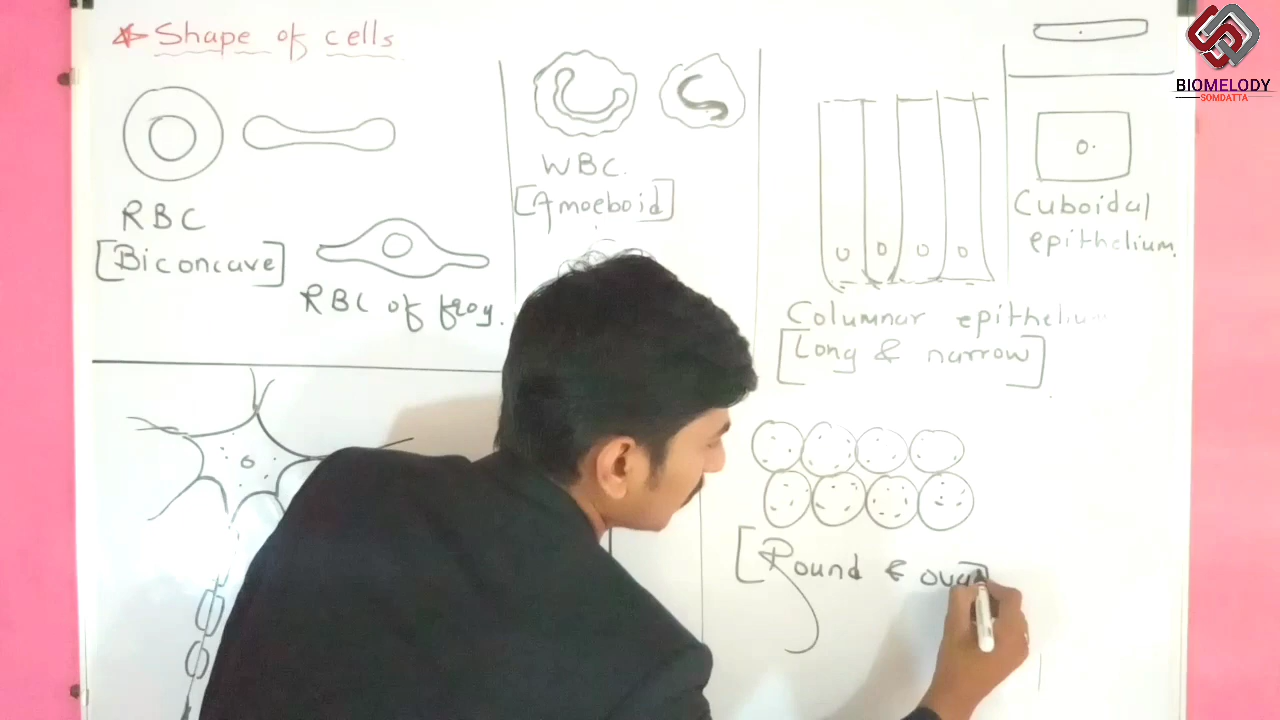 * Shape of cells
RBC
[Biconcave]
RBC of frog.
WBC.
[Amoeboid]
Columnar epithelium
[Long & narrow]
Cuboidal
epithelium.
[Round & oval
BIOMELODY
SOMDATTA